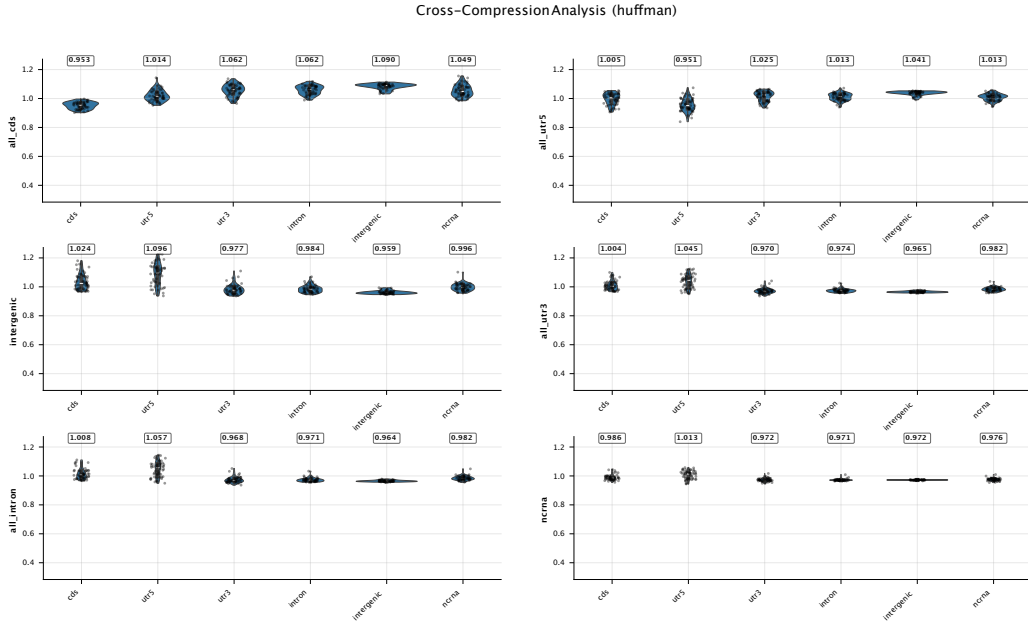 Cross-Compression Analysis (huffman)
0.953 1.014 1.062 1.062 1.090 1.049
1.2
1.0
0.8
0.6
0.4
all_cds
cds utr5 utr3 intron intergenic ncrna
1.005 0.951 1.025 1.013 1.041 1.013
1.2
1.0
0.8
0.6
0.4
all_utr5
cds utr5 utr3 intron intergenic ncrna
1.024 1.096 0.977 0.984 0.959 0.996
1.2
1.0
0.8
0.6
0.4
intergenic
cds utr5 utr3 intron intergenic ncrna
1.004 1.045 0.970 0.974 0.965 0.982
1.2
1.0
0.8
0.6
0.4
all_utr3
cds utr5 utr3 intron intergenic ncrna
1.008 1.057 0.968 0.971 0.964 0.982
1.2
1.0
0.8
0.6
0.4
all_intron
cds utr5 utr3 intron intergenic ncrna
0.986 1.013 0.972 0.971 0.972 0.976
1.2
1.0
0.8
0.6
0.4
ncrna
cds utr5 utr3 intron intergenic ncrna